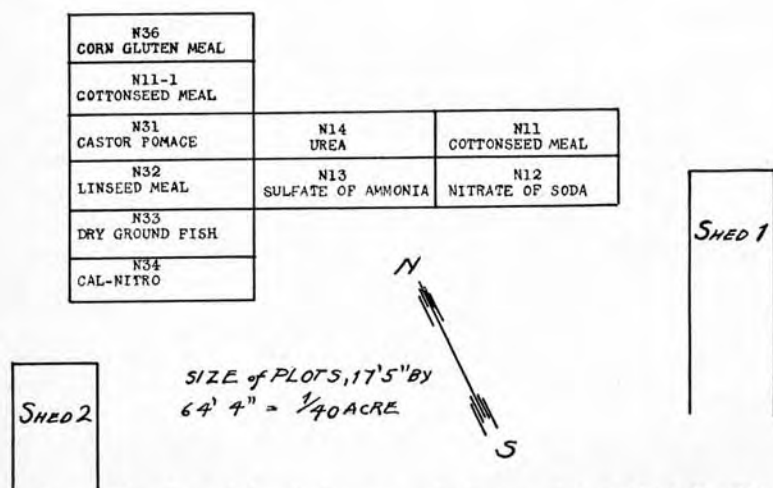 N36
CORN GLUTEN MEAL
N11-1
COTTONSEED MEAL
N31
CASTOR POMACE
N14
UREA
N11
COTTONSEED MEAL
N32
LINSEED MEAL
N13
SULFATE OF AMMONIA
N12
NITRATE OF SODA
N33
DRY GROUND FISH
N34
CAL-NITRO
SHED 1
N
SHED 2
SIZE of PLOTS, 17'5" BY
64' 4" = 1/40 ACRE
S